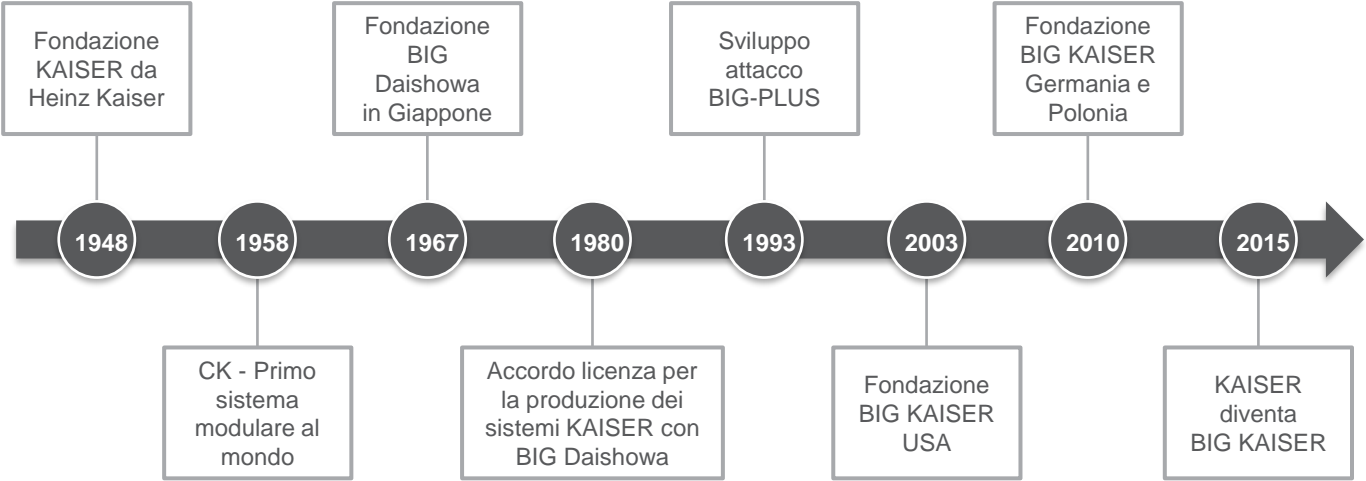 Fondazione
KAISER da
Heinz Kaiser
Fondazione
BIG
Daishowa
in Giappone
Sviluppo
attacco
BIG-PLUS
Fondazione
BIG KAISER
Germania e
Polonia
1948
1958
1967
1980
1993
2003
2010
2015
CK - Primo
sistema
modulare al
mondo
Accordo licenza per
la produzione dei
sistemi KAISER con
BIG Daishowa
Fondazione
BIG KAISER
USA
KAISER
diventa
BIG KAISER